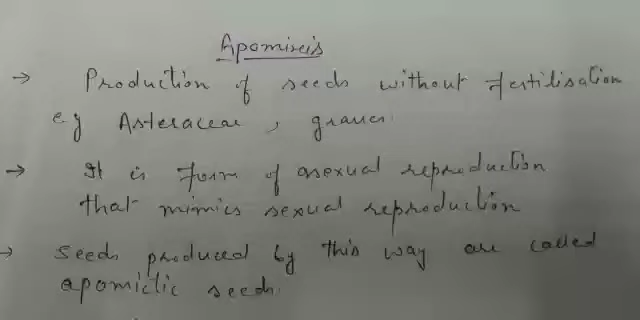 Apomixis
→ Production of seeds without fertilisation
eg Asteraceae, grasses.
→ It is form of asexual reproduction
that mimics sexual reproduction
→ Seeds produced by this way are called
apomictic seeds.